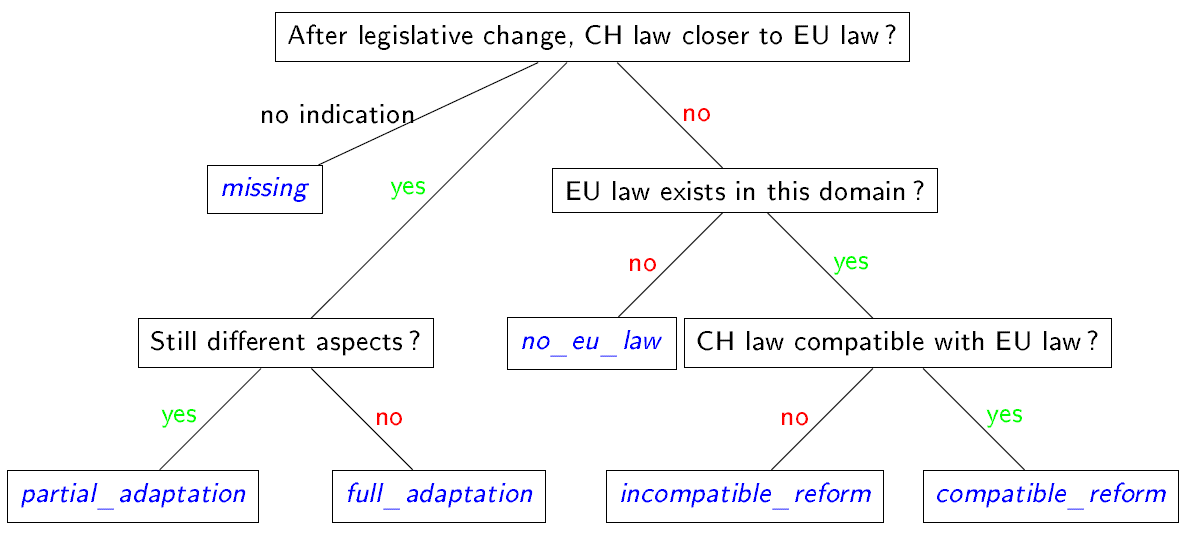 After legislative change, CH law closer to EU law ?
no indication
no
missing
yes
EU law exists in this domain ?
no
yes
Still different aspects ?
no_eu_law
CH law compatible with EU law ?
yes
no
no
yes
partial_adaptation
full_adaptation
incompatible_reform
compatible_reform